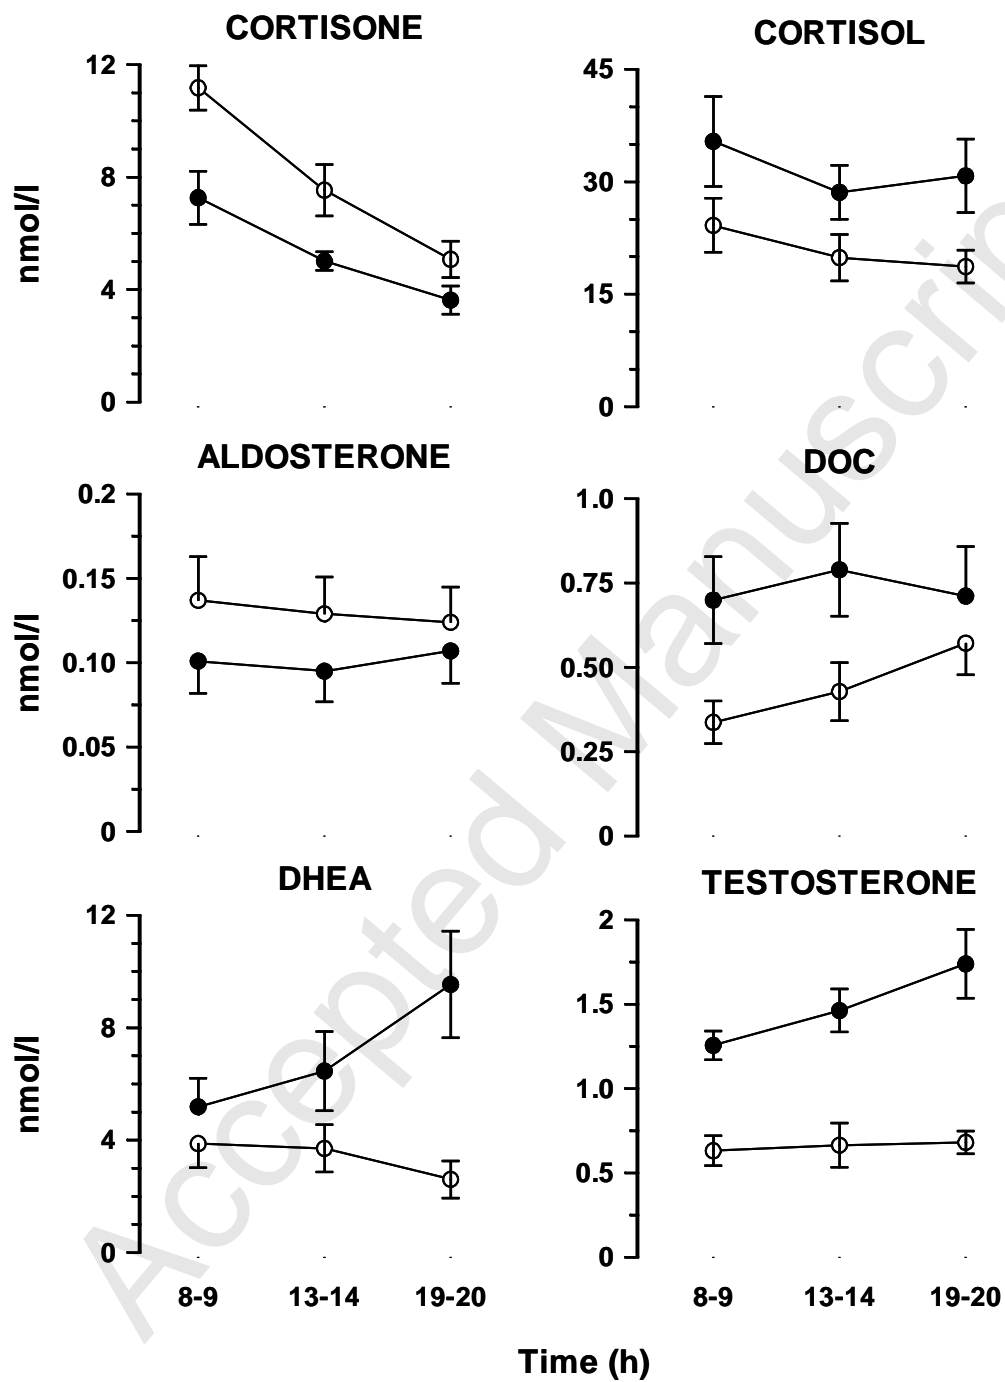 CORTISONE
CORTISOL
nmol/l
12
8
4
0
45
30
15
0
ALDOSTERONE
DOC
nmol/l
0.2
0.15
0.10
0.05
0
1.0
0.75
0.50
0.25
0
DHEA
TESTOSTERONE
nmol/l
12
8
4
0
2
1.5
1.0
0.5
0
8-9 13-14 19-20
8-9 13-14 19-20
Time (h)
Accepted Manuscrip